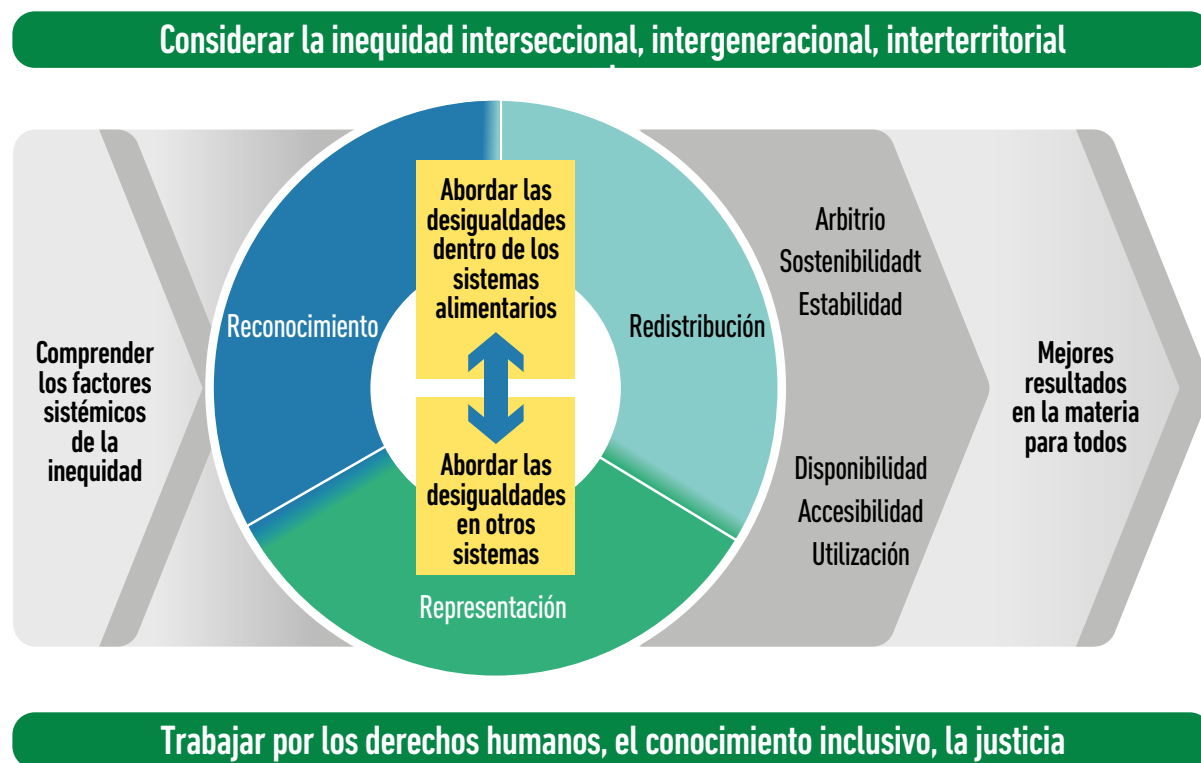 Considerar la inequidad interseccional, intergeneracional, interterritorial
Comprender
los factores
sistémicos
de la
inequidad
Reconocimiento
Abordar las
desigualdades
dentro de los
sistemas
alimentarios
Abordar las
desigualdades
en otros
sistemas
Redistribución
Representación
Arbitrio
Sostenibilidadt
Estabilidad
Disponibilidad
Accesibilidad
Utilización
Mejores
resultados
en la materia
para todos
Trabajar por los derechos humanos, el conocimiento inclusivo, la justicia